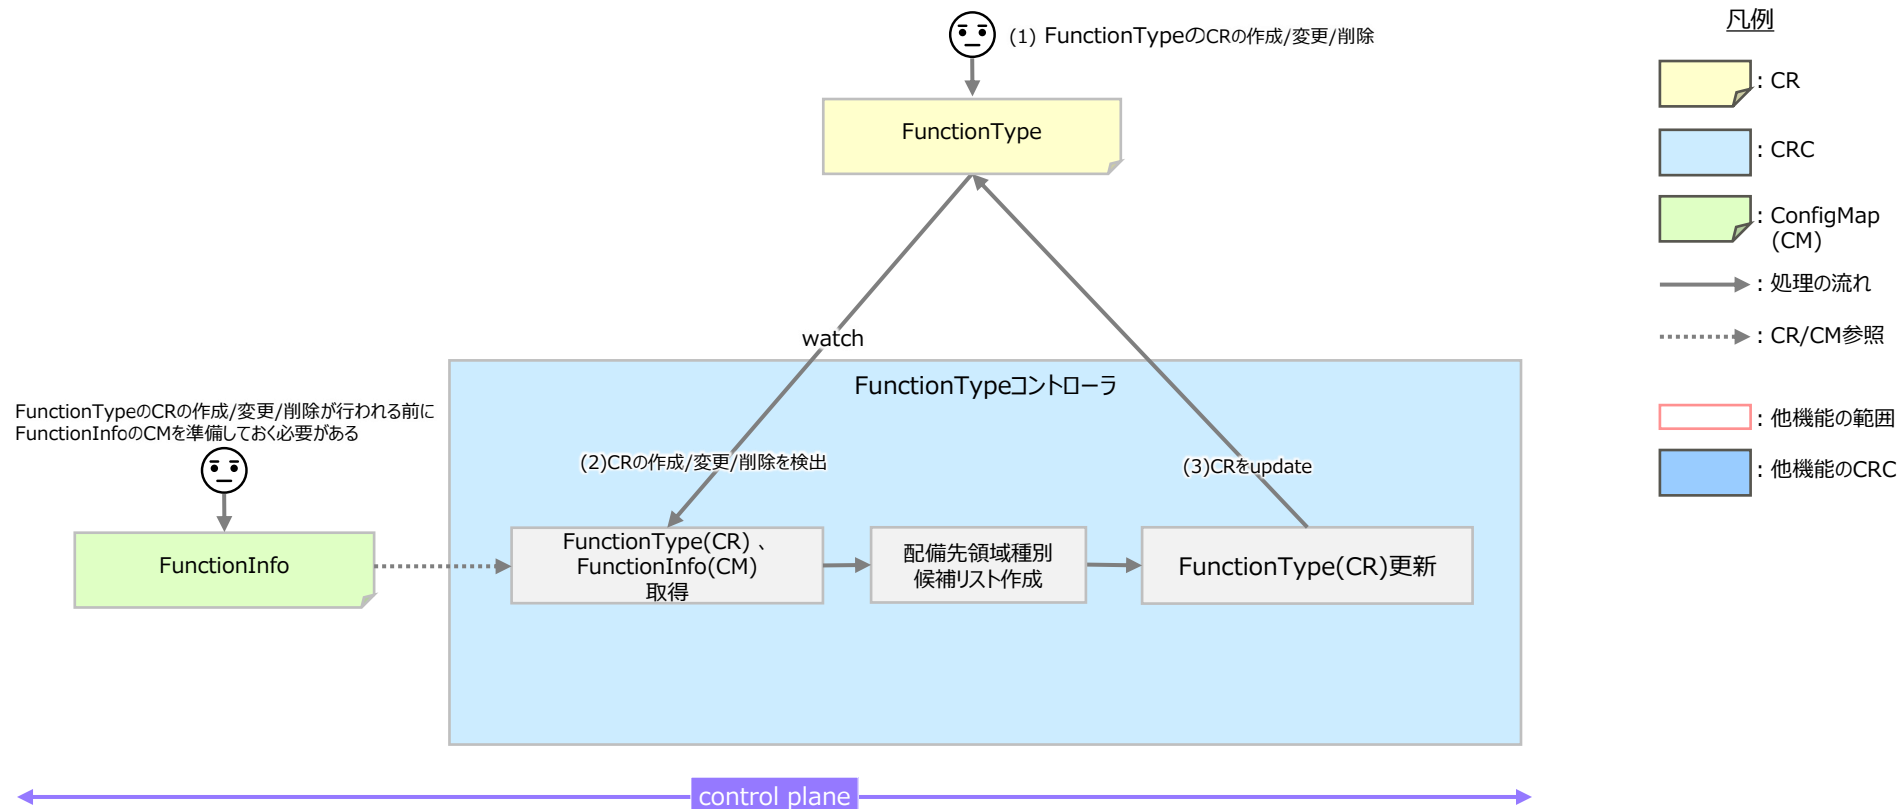 (1) FunctionTypeのCRの作成/変更/削除
FunctionType
watch
FunctionTypeコントローラ
FunctionTypeのCRの作成/変更/削除が行われる前に
FunctionInfoのCMを準備しておく必要がある
(2)CRの作成/変更/削除を検出
(3)CRをupdate
FunctionInfo
FunctionType(CR) 、
FunctionInfo(CM)
取得
配備先領域種別
候補リスト作成
FunctionType(CR)更新
control plane
凡例
: CR
: CRC
: ConfigMap
(CM)
: 処理の流れ
: CR/CM参照
: 他機能の範囲
: 他機能のCRC